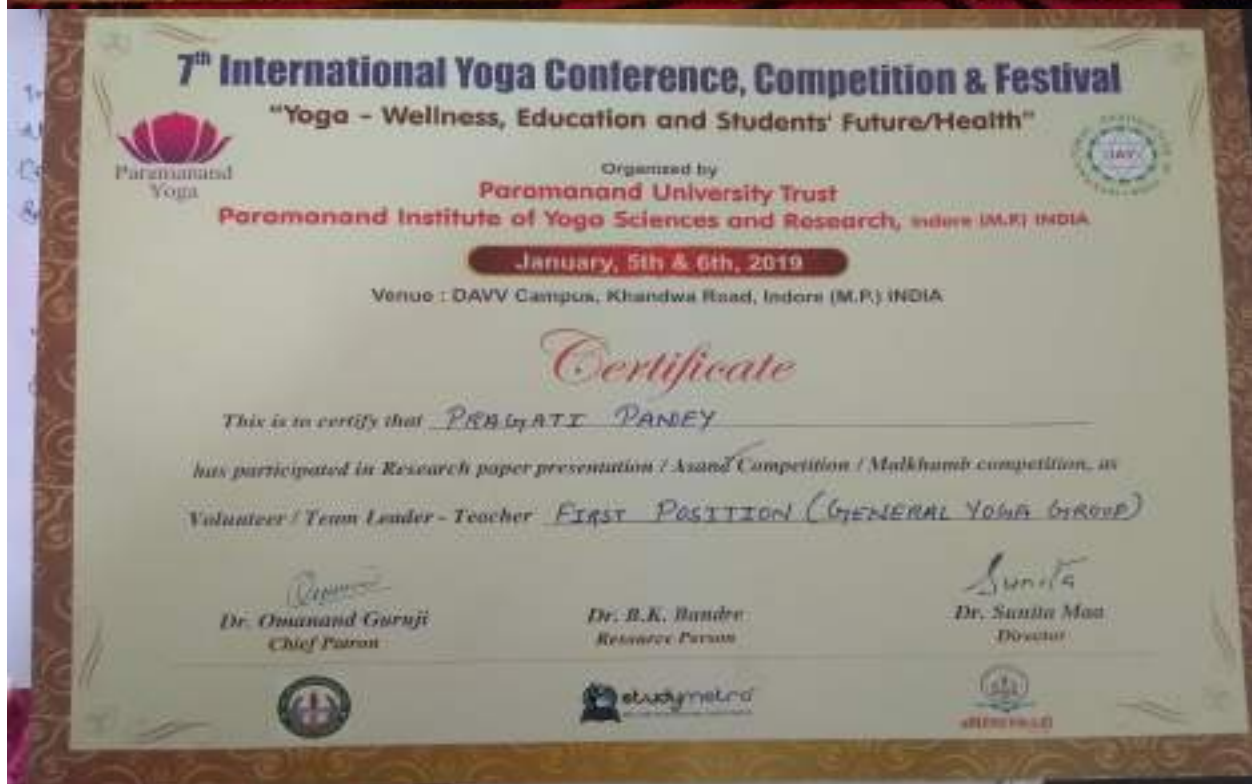 7th International Yoga Conference, Competition & Festival
"Yoga - Wellness, Education and Students' Future/Health"
Paramanand
Yoga
IAY
Organized by
Paramanand University Trust
Paramanand Institute of Yoga Sciences and Research, Indore (M.P.) INDIA
January, 5th & 6th, 2019
Venue : DAVV Campus, Khandwa Road, Indore (M.P.) INDIA
Certificate
This is to certify that PRAGYATI PANDEY
has participated in Research paper presentation / Asana Competition / Malkhumb competition, as
Volunteer / Team Leader - Teacher FIRST POSITION (GENERAL YOGA GROUP)
Sunita
Dr. Omanand Guruji
Chief Patron
Dr. B.K. Bandre
Resource Person
Dr. Sunita Maa
Director
studymetro